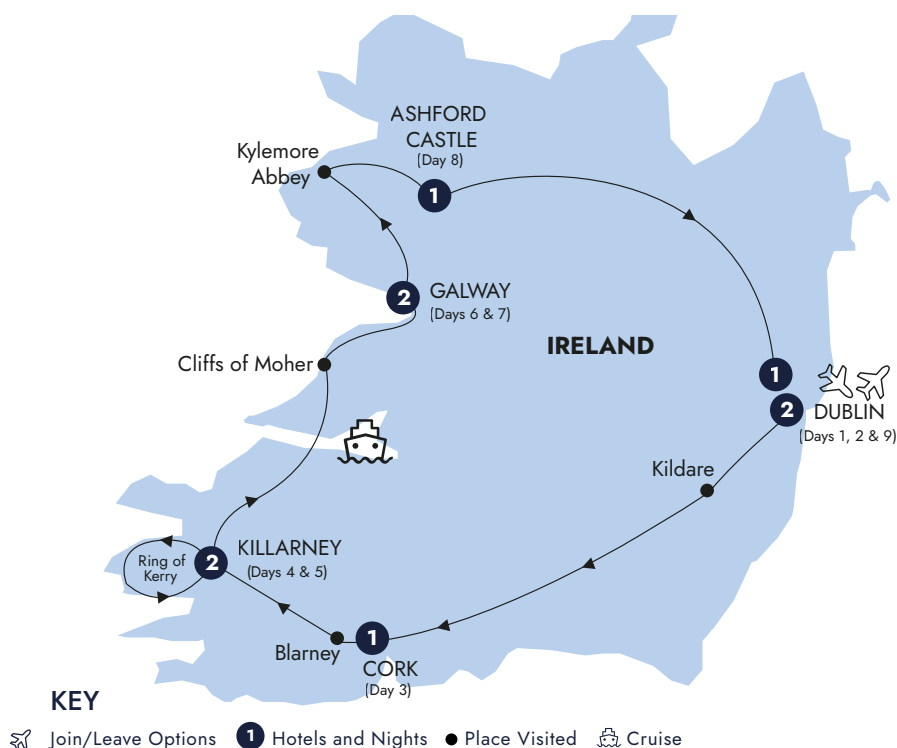 ASHFORD
CASTLE
(Day 8)
Kylemore
Abbey
1
2
GALWAY
(Days 6 & 7)
IRELAND
Cliffs of Moher
1
2
DUBLIN
(Days 1, 2 & 9)
Kildare
2
KILLARNEY
(Days 4 & 5)
Ring of
Kerry
Blarney
1
CORK
(Day 3)
KEY
Join/Leave Options 1 Hotels and Nights Place Visited Cruise